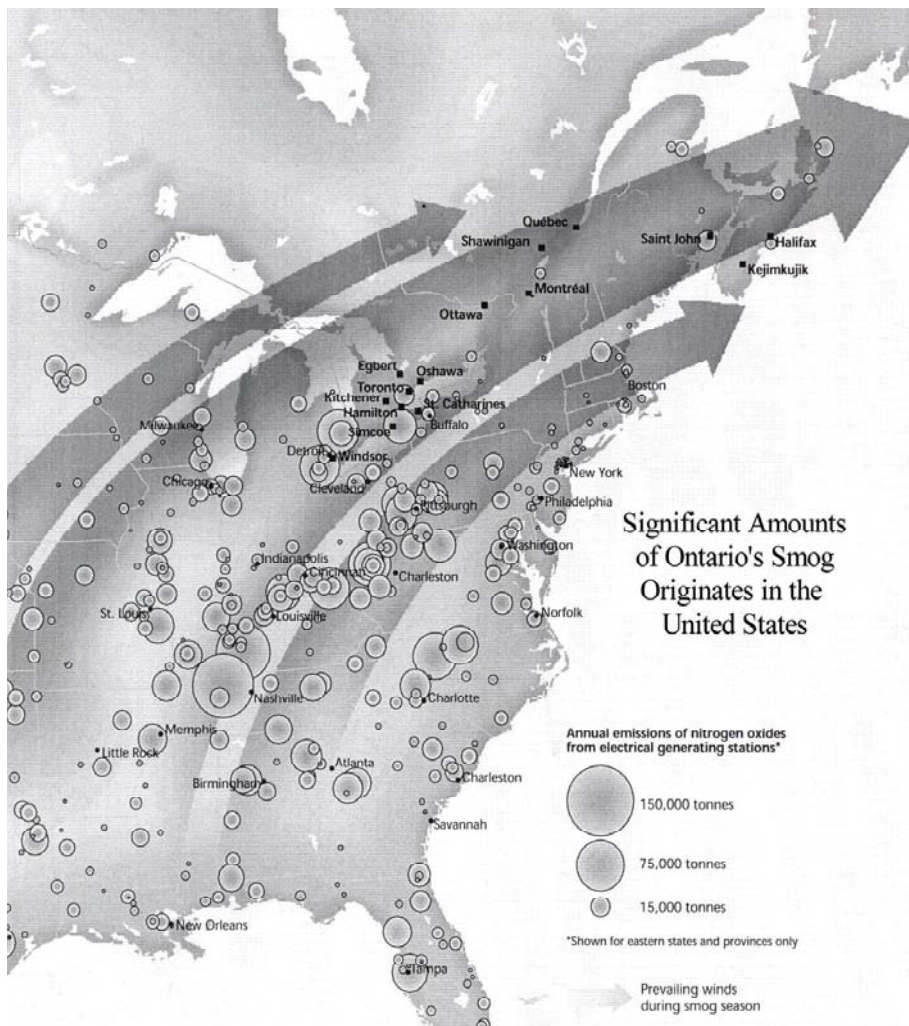 Québec
Shawinigan
Saint John
Halifax
Kejimkujik
Montréal
Ottawa
Egbert
Oshawa
Toronto
Kitchener
St. Catharines
Hamilton
Buffalo
Simcoe
Boston
Milwaukee
Detroit
Windsor
New York
Chicago
Cleveland
Philadelphia
Pittsburgh
Significant Amounts
of Ontario's Smog
Originates in the
United States
Washington
Indianapolis
Cincinnati
Charleston
St. Louis
Louisville
Norfolk
Nashville
Charlotte
Memphis
Little Rock
Atlanta
Birmingham
Charleston
Savannah
New Orleans
Tampa
Annual emissions of nitrogen oxides
from electrical generating stations*
150,000 tonnes
75,000 tonnes
15,000 tonnes
*Shown for eastern states and provinces only
Prevailing winds
during smog season